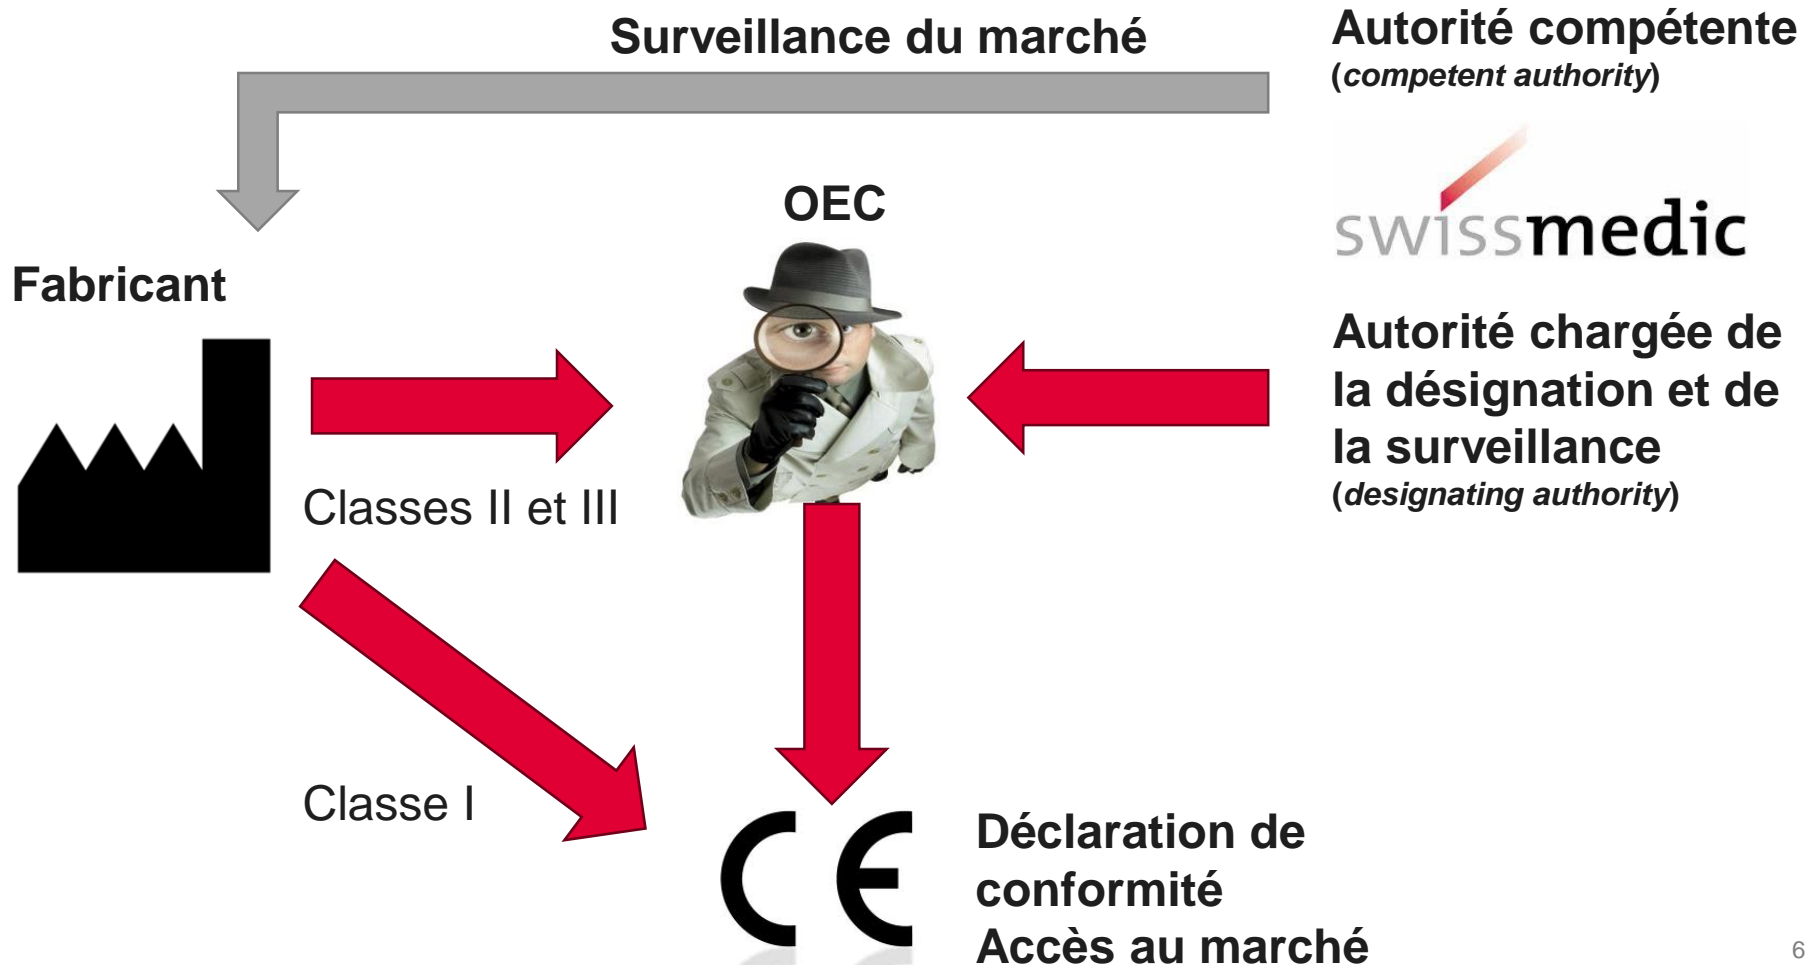 Surveillance du marché
Autorité compétente
(competent authority)
swissmedic
OEC
Fabricant
Autorité chargée de
la désignation et de
la surveillance
(designating authority)
Classes II et III
Classe I
CE
Déclaration de
conformité
Accès au marché
6